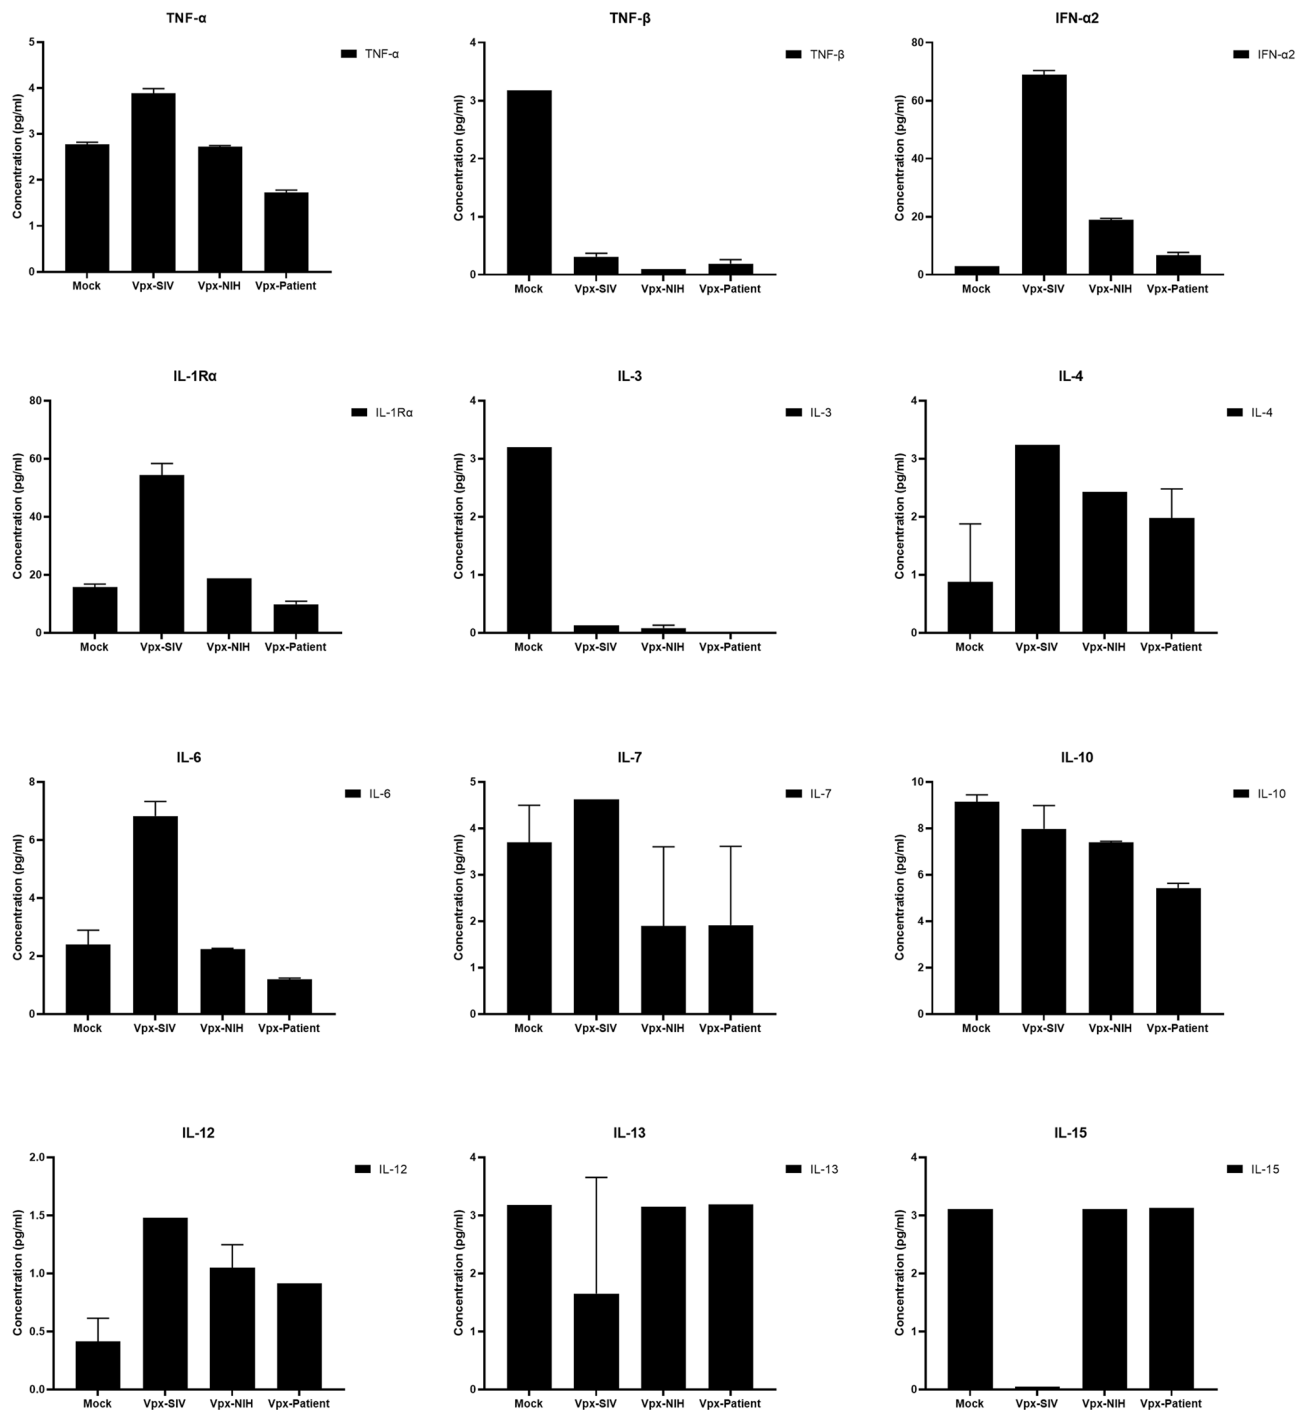 TNF-α
TNF-α
Concentration (pg/ml)
5
4
3
2
1
0
Mock Vpx-SIV Vpx-NIH Vpx-Patient
TNF-β
TNF-β
Concentration (pg/ml)
4
3
2
1
0
Mock Vpx-SIV Vpx-NIH Vpx-Patient
IFN-α2
IFN-α2
Concentration (pg/ml)
80
60
40
20
0
Mock Vpx-SIV Vpx-NIH Vpx-Patient
IL-1Rα
IL-1Rα
Concentration (pg/ml)
80
60
40
20
0
Mock Vpx-SIV Vpx-NIH Vpx-Patient
IL-3
IL-3
Concentration (pg/ml)
4
3
2
1
0
Mock Vpx-SIV Vpx-NIH Vpx-Patient
IL-4
IL-4
Concentration (pg/ml)
4
3
2
1
0
Mock Vpx-SIV Vpx-NIH Vpx-Patient
IL-6
IL-6
Concentration (pg/ml)
8
6
4
2
0
Mock Vpx-SIV Vpx-NIH Vpx-Patient
IL-7
IL-7
Concentration (pg/ml)
5
4
3
2
1
0
Mock Vpx-SIV Vpx-NIH Vpx-Patient
IL-10
IL-10
Concentration (pg/ml)
10
8
6
4
2
0
Mock Vpx-SIV Vpx-NIH Vpx-Patient
IL-12
IL-12
Concentration (pg/ml)
2.0
1.5
1.0
0.5
0.0
Mock Vpx-SIV Vpx-NIH Vpx-Patient
IL-13
IL-13
Concentration (pg/ml)
4
3
2
1
0
Mock Vpx-SIV Vpx-NIH Vpx-Patient
IL-15
IL-15
Concentration (pg/ml)
4
3
2
1
0
Mock Vpx-SIV Vpx-NIH Vpx-Patient